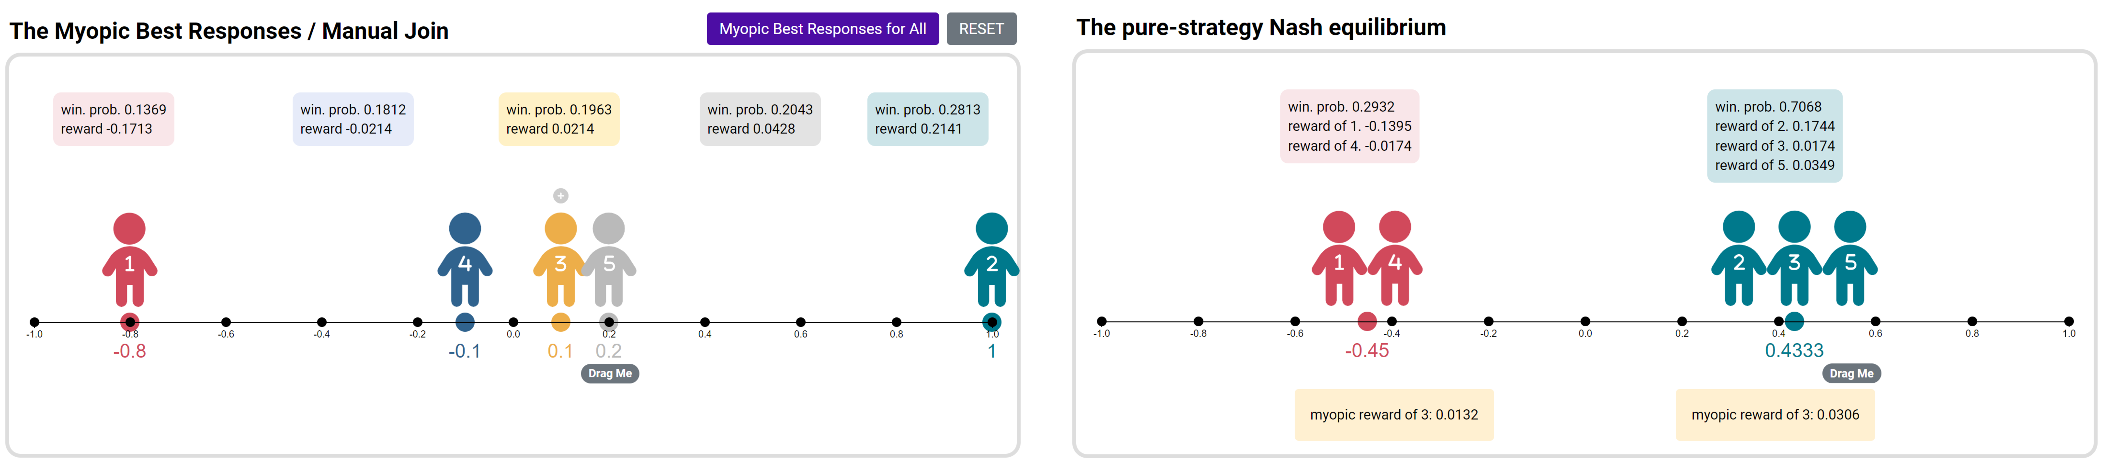 The Myopic Best Responses / Manual Join
Myopic Best Responses for All
RESET
win. prob. 0.1369
reward -0.1713
win. prob. 0.1812
reward -0.0214
win. prob. 0.1963
reward 0.0214
win. prob. 0.2043
reward 0.0428
win. prob. 0.2813
reward 0.2141
+
1
4
3
5
2
-1.0 -0.8 -0.6 -0.4 -0.2 0.0 0.2 0.4 0.6 0.8 1.0
-0.8
-0.1
0.1
0.2
1
Drag Me
The pure-strategy Nash equilibrium
win. prob. 0.2932
reward of 1. -0.1395
reward of 4. -0.0174
win. prob. 0.7068
reward of 2. 0.1744
reward of 3. 0.0174
reward of 5. 0.0349
1 4
2 3 5
-1.0 -0.8 -0.6 -0.4 -0.2 0.0 0.2 0.4 0.6 0.8 1.0
-0.45
0.4333
Drag Me
myopic reward of 3: 0.0132
myopic reward of 3: 0.0306